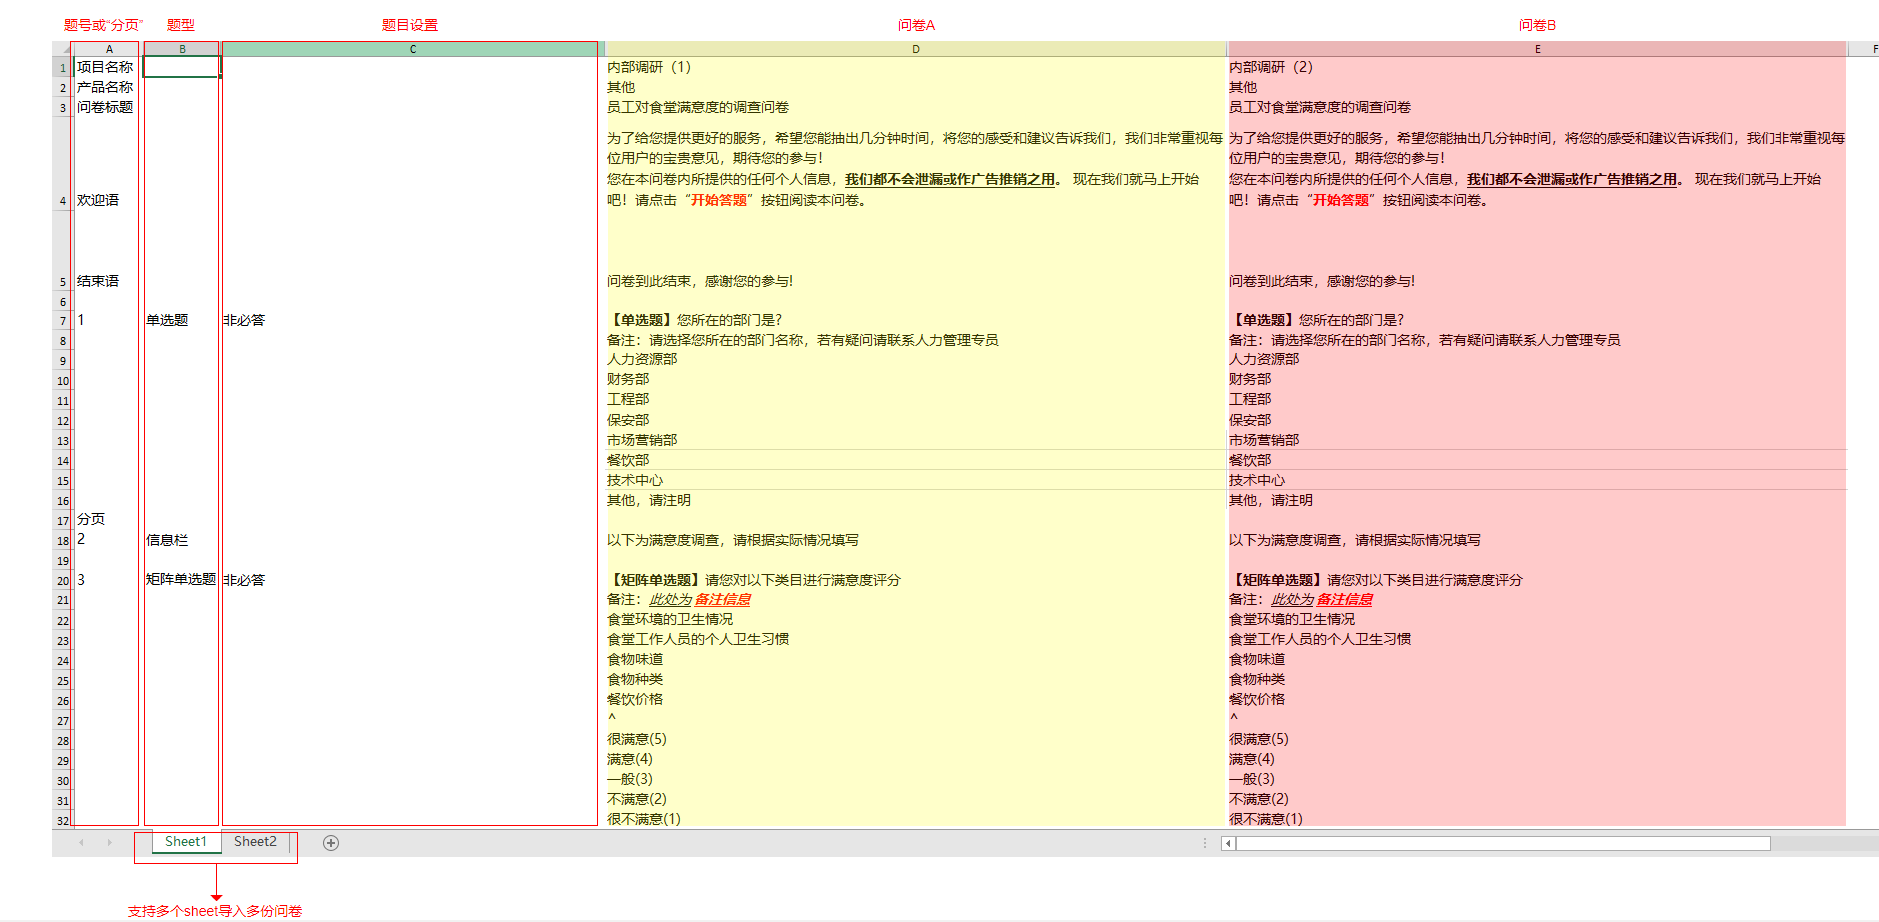 题号或“分页” 题型 题目设置 问卷A 问卷B
A B C D E F
1 项目名称 内部调研（1） 内部调研（2）
2 产品名称 其他 其他
3 问卷标题 员工对食堂满意度的调查问卷 员工对食堂满意度的调查问卷
为了给您提供更好的服务，希望您能抽出几分钟时间，将您的感受和建议告诉我们，我们非常重视每 为了给您提供更好的服务，希望您能抽出几分钟时间，将您的感受和建议告诉我们，我们非常重视每
位用户的宝贵意见，期待您的参与！ 位用户的宝贵意见，期待您的参与！
您在本问卷内所提供的任何个人信息，我们都不会泄漏或作广告推销之用。 现在我们就马上开始 您在本问卷内所提供的任何个人信息，我们都不会泄漏或作广告推销之用。 现在我们就马上开始
4 欢迎语 吧！请点击“开始答题”按钮阅读本问卷。 吧！请点击“开始答题”按钮阅读本问卷。
5 结束语 问卷到此结束，感谢您的参与! 问卷到此结束，感谢您的参与!
6
7 1 单选题 非必答 【单选题】您所在的部门是? 【单选题】您所在的部门是?
8 备注：请选择您所在的部门名称，若有疑问请联系人力管理专员 备注：请选择您所在的部门名称，若有疑问请联系人力管理专员
9 人力资源部 人力资源部
10 财务部 财务部
11 工程部 工程部
12 保安部 保安部
13 市场营销部 市场营销部
14 餐饮部 餐饮部
15 技术中心 技术中心
16 其他，请注明 其他，请注明
17 分页
18 2 信息栏 以下为满意度调查，请根据实际情况填写 以下为满意度调查，请根据实际情况填写
19
20 3 矩阵单选题 非必答 【矩阵单选题】请您对以下类目进行满意度评分 【矩阵单选题】请您对以下类目进行满意度评分
21 备注：此处为 备注信息 备注：此处为 备注信息
22 食堂环境的卫生情况 食堂环境的卫生情况
23 食堂工作人员的个人卫生习惯 食堂工作人员的个人卫生习惯
24 食物味道 食物味道
25 食物种类 食物种类
26 餐饮价格 餐饮价格
27 ^ ^
28 很满意(5) 很满意(5)
29 满意(4) 满意(4)
30 一般(3) 一般(3)
31 不满意(2) 不满意(2)
32 很不满意(1) 很不满意(1)
Sheet1 Sheet2
支持多个sheet导入多份问卷